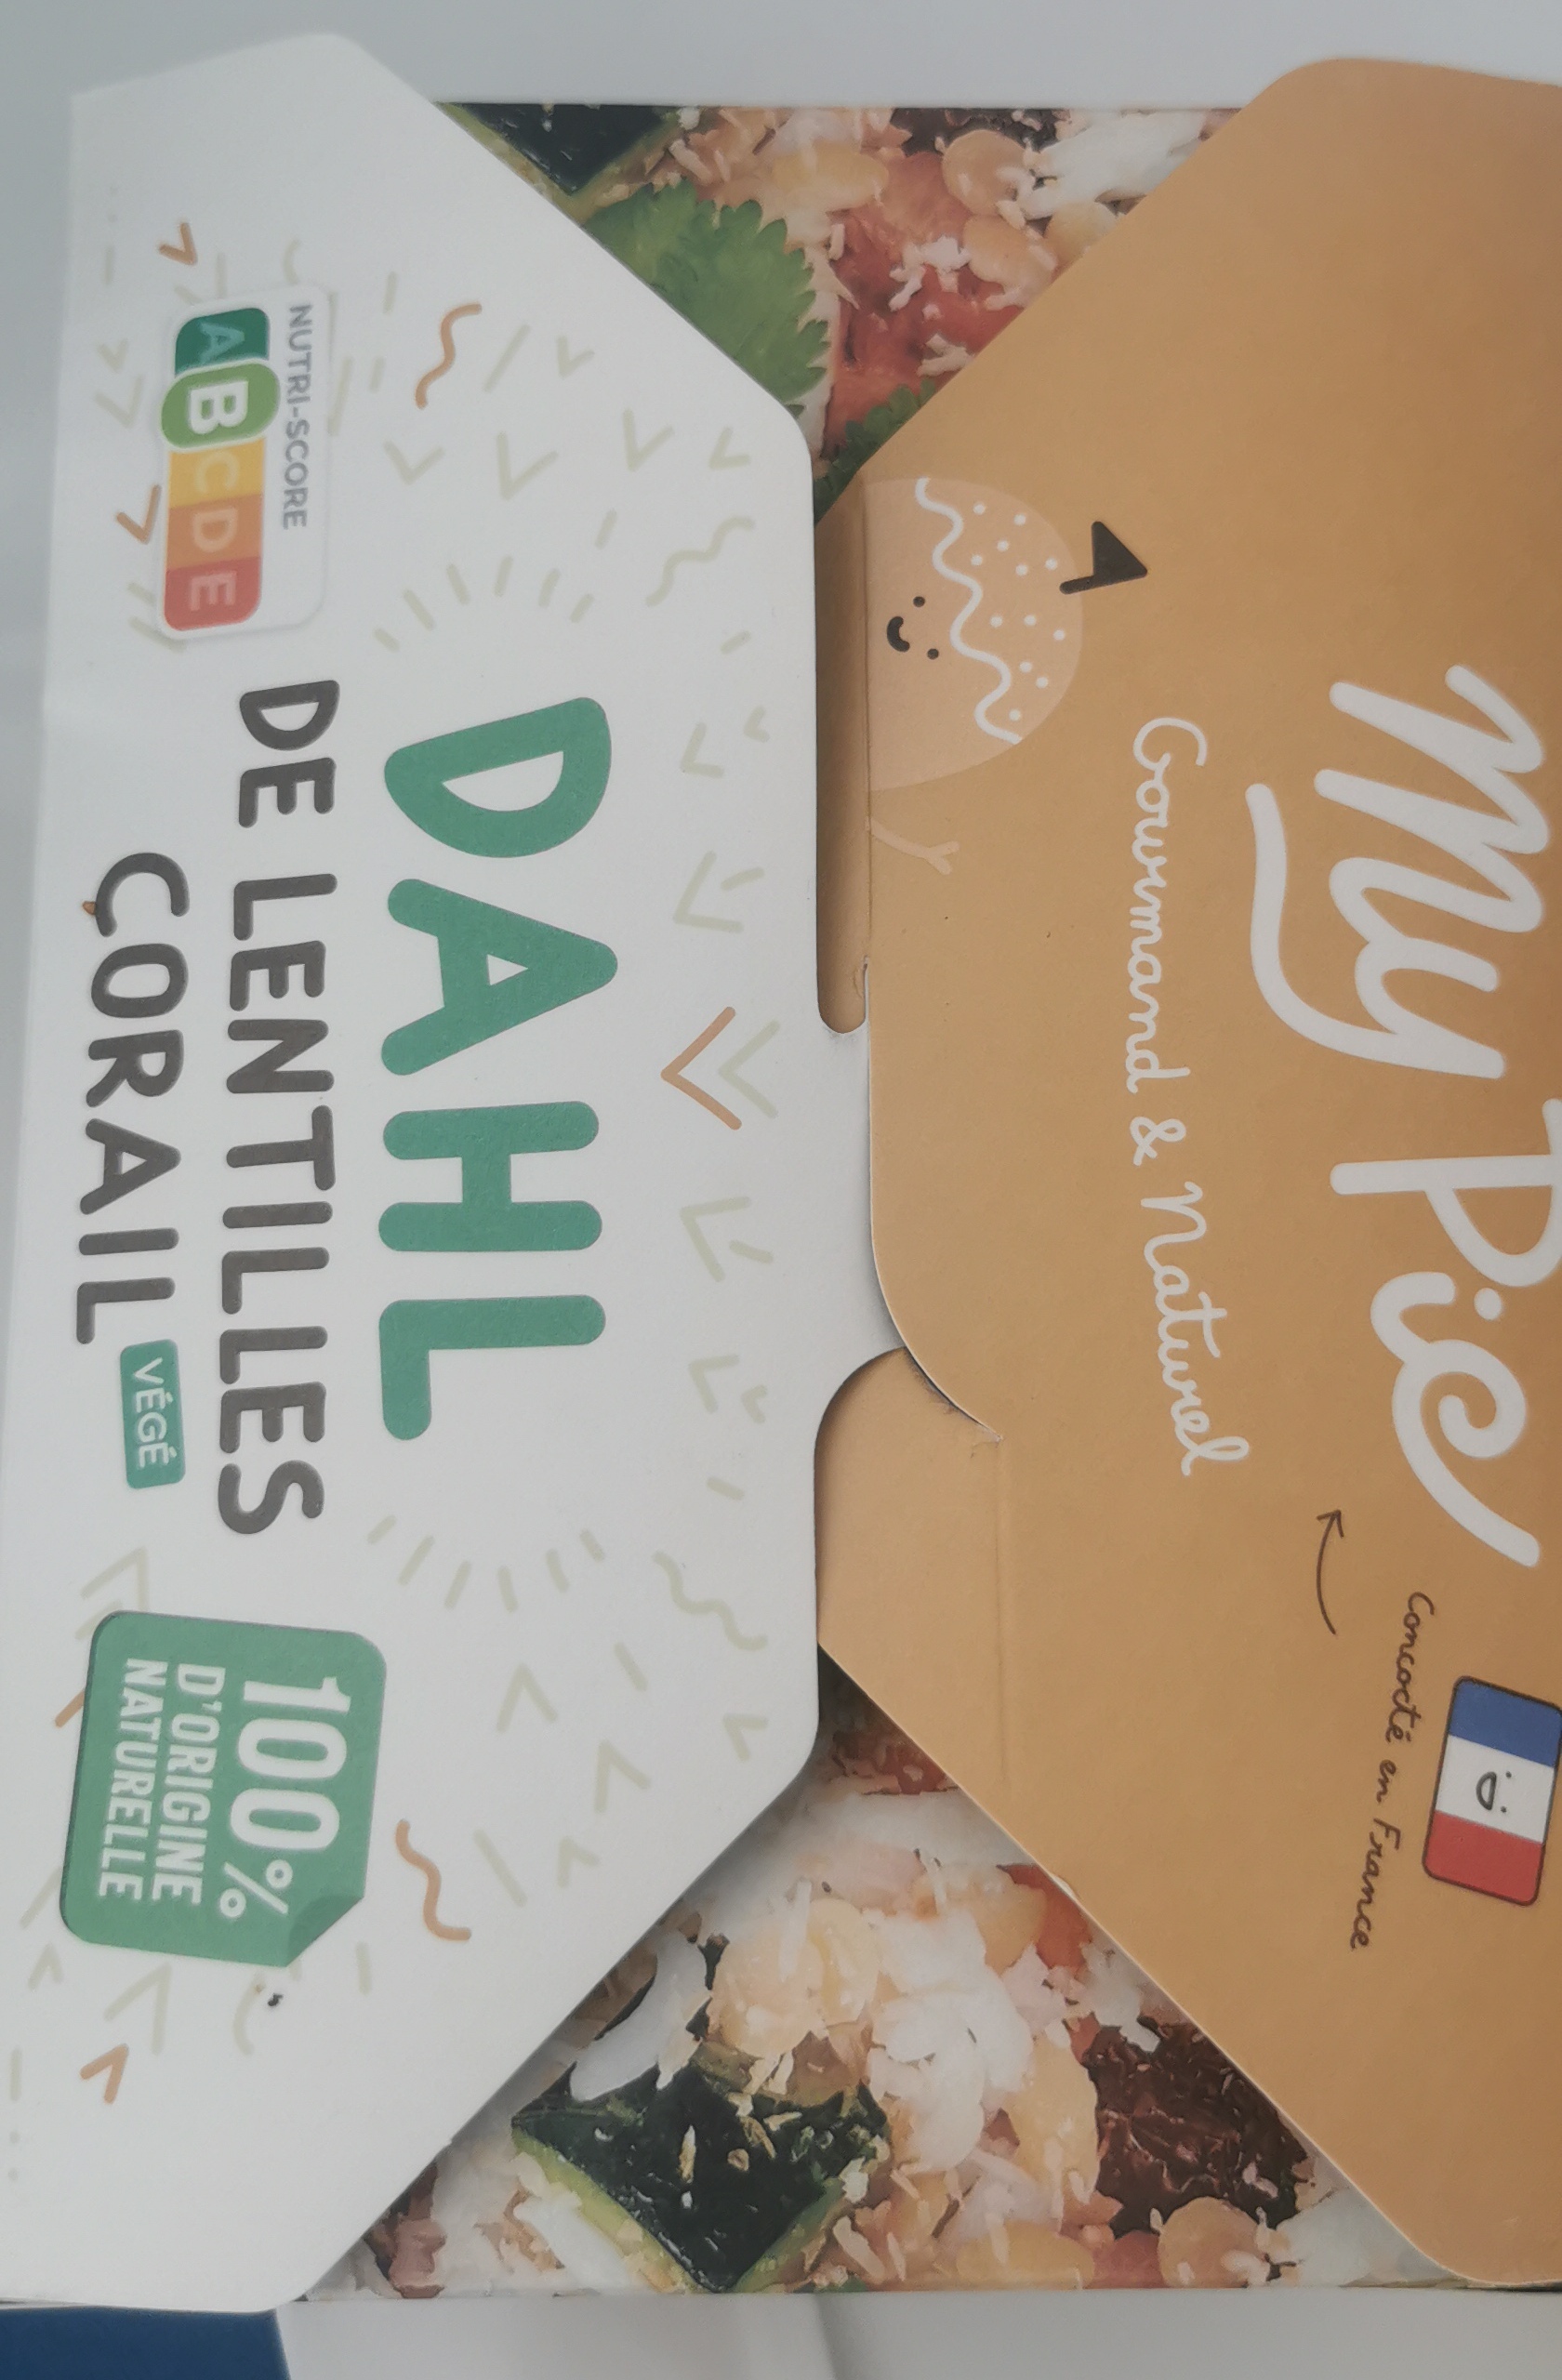 My Pie
Gourmand & Naturel
Concocté en France
DAHL
DE LENTILLES
CORAIL
VÉGÉ
NUTRI-SCORE
A B C D E
100%
D'ORIGINE
NATURELLE